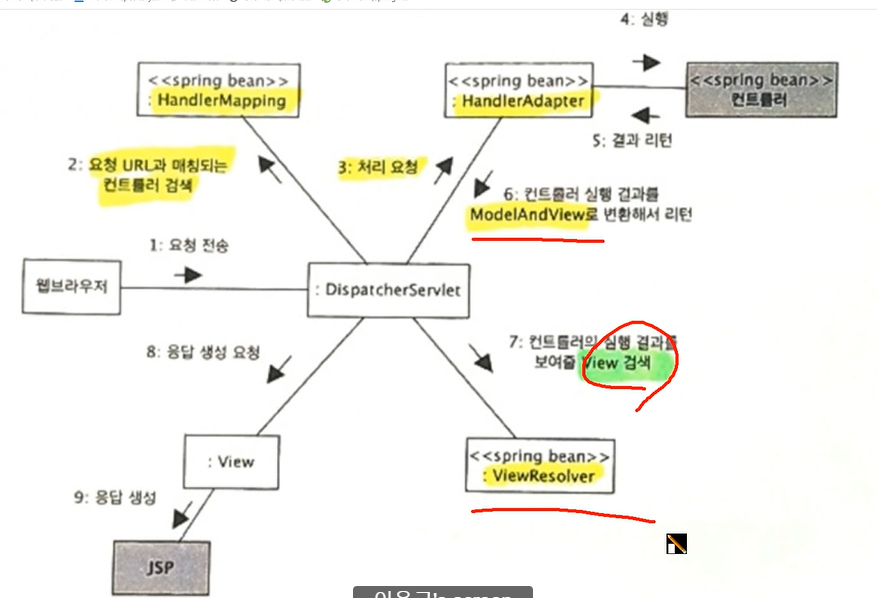 4: 실행
<<spring bean>>
: HandlerMapping
<<spring bean>>
: HandlerAdapter
<<spring bean>>
컨트롤러
5: 결과 리턴
2: 요청 URL과 매칭되는
컨트롤러 검색
3: 처리 요청
6: 컨트롤러 실행 결과를
ModelAndView로 변환해서 리턴
1: 요청 전송
웹브라우저
: DispatcherServlet
7: 컨트롤러의 실행 결과를
보여줄 View 검색
8: 응답 생성 요청
: View
<<spring bean>>
: ViewResolver
9: 응답 생성
JSP